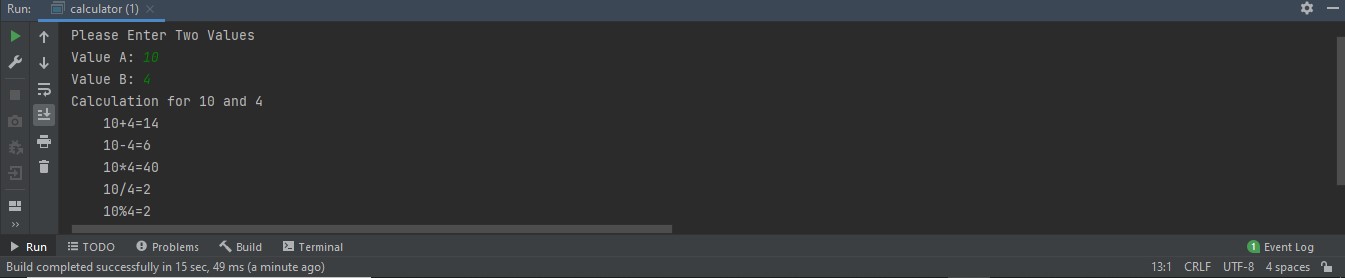 Run: calculator (1)
Please Enter Two Values
Value A: 10
Value B: 4
Calculation for 10 and 4
10+4=14
10-4=6
10*4=40
10/4=2
10%4=2
Run TODO Problems Build Terminal 1 Event Log
Build completed successfully in 15 sec, 49 ms (a minute ago) 13:1 CRLF UTF-8 4 spaces